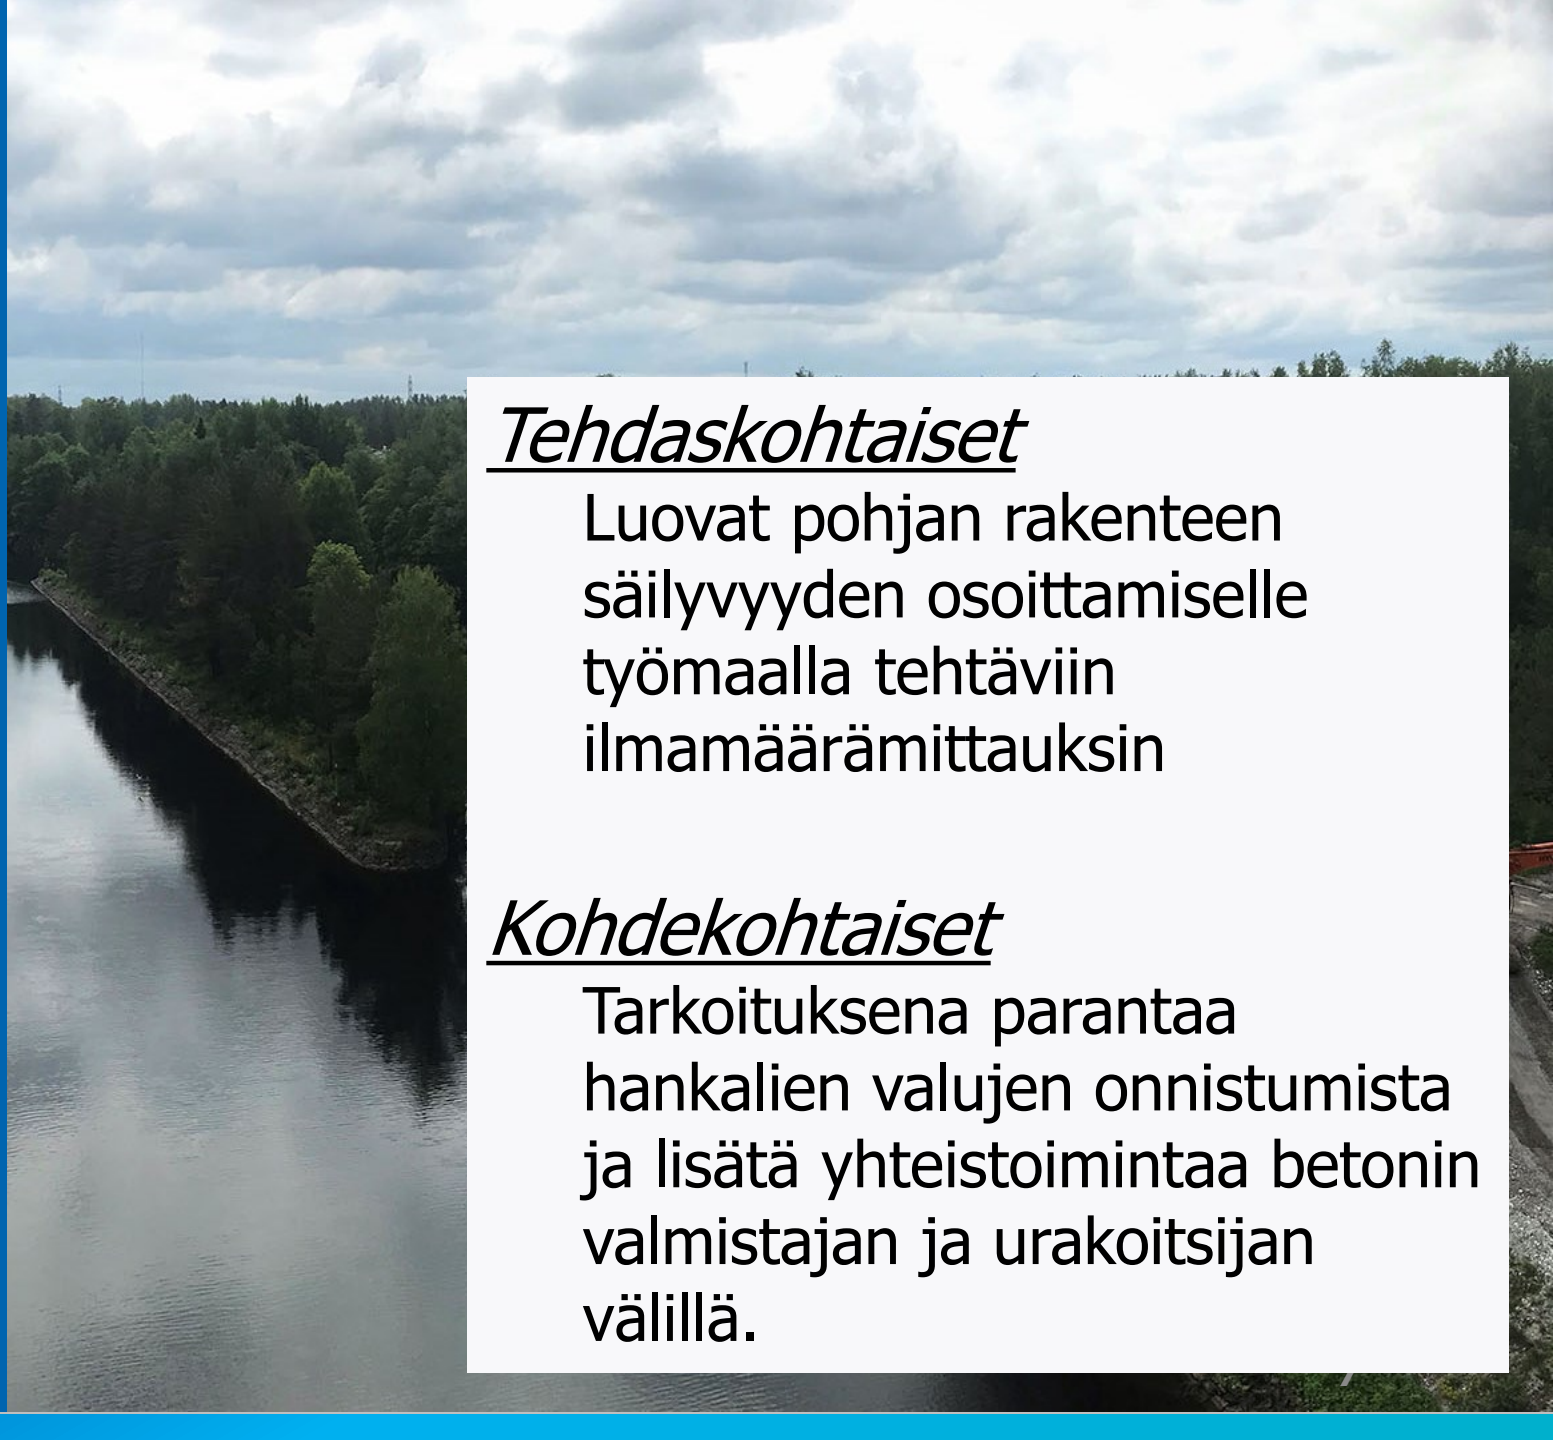 Tehdaskohtaiset
Luovat pohjan rakenteen
säilyvyyden osoittamiselle
työmaalla tehtäviin
ilmamäärämittauksin
Kohdekohtaiset
Tarkoituksena parantaa
hankalien valujen onnistumista
ja lisätä yhteistoimintaa betonin
valmistajan ja urakoitsijan
välillä.